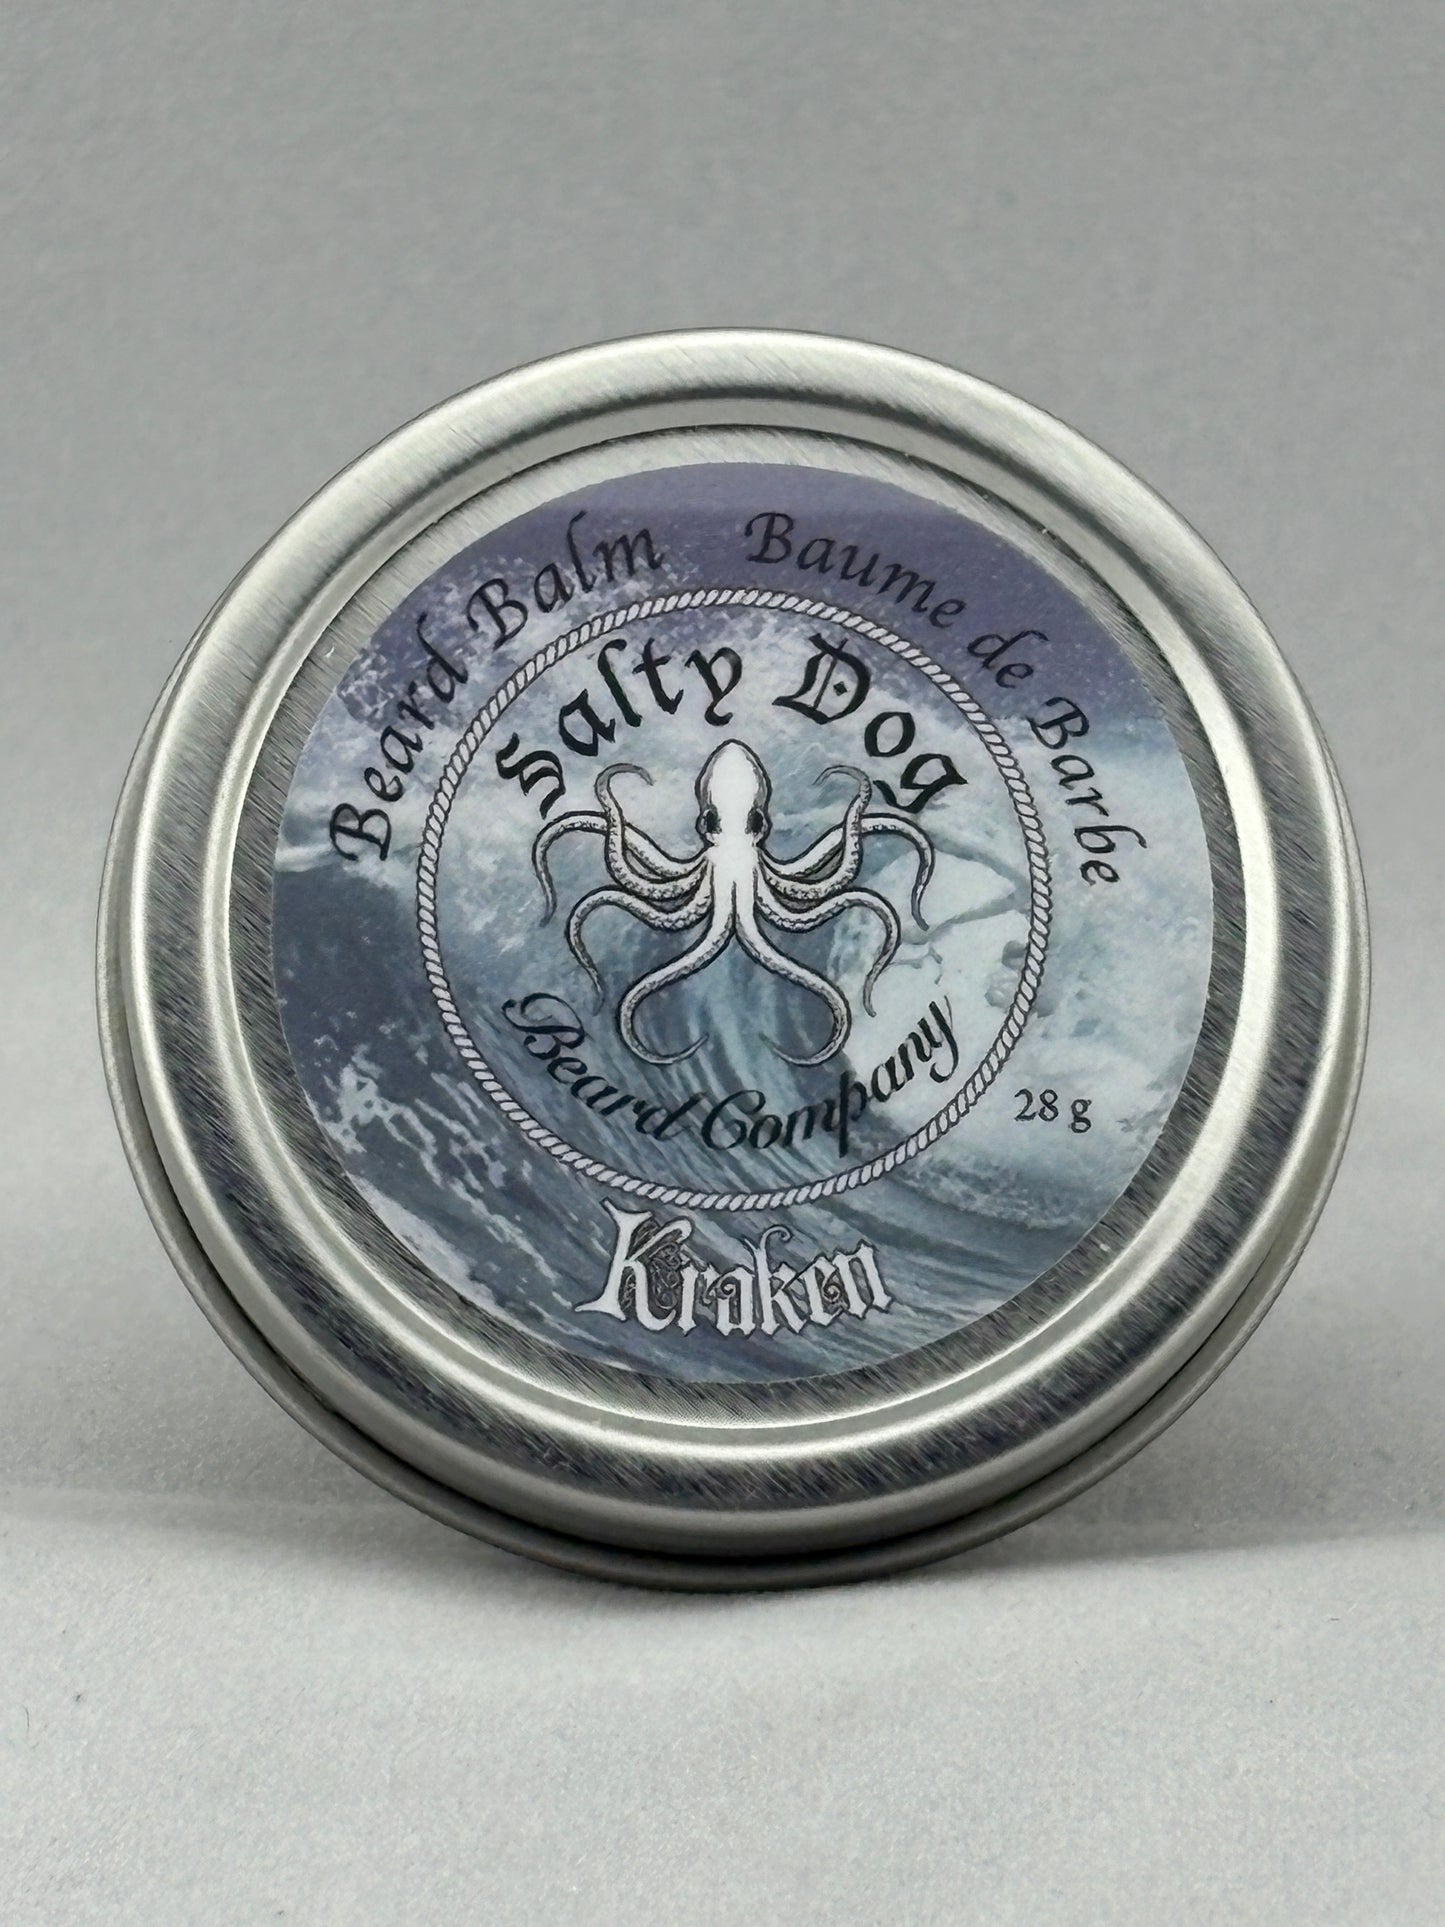 Beard Balm
Baume de Barbe
Salty Dog
Beard Company
28 g
Kraken